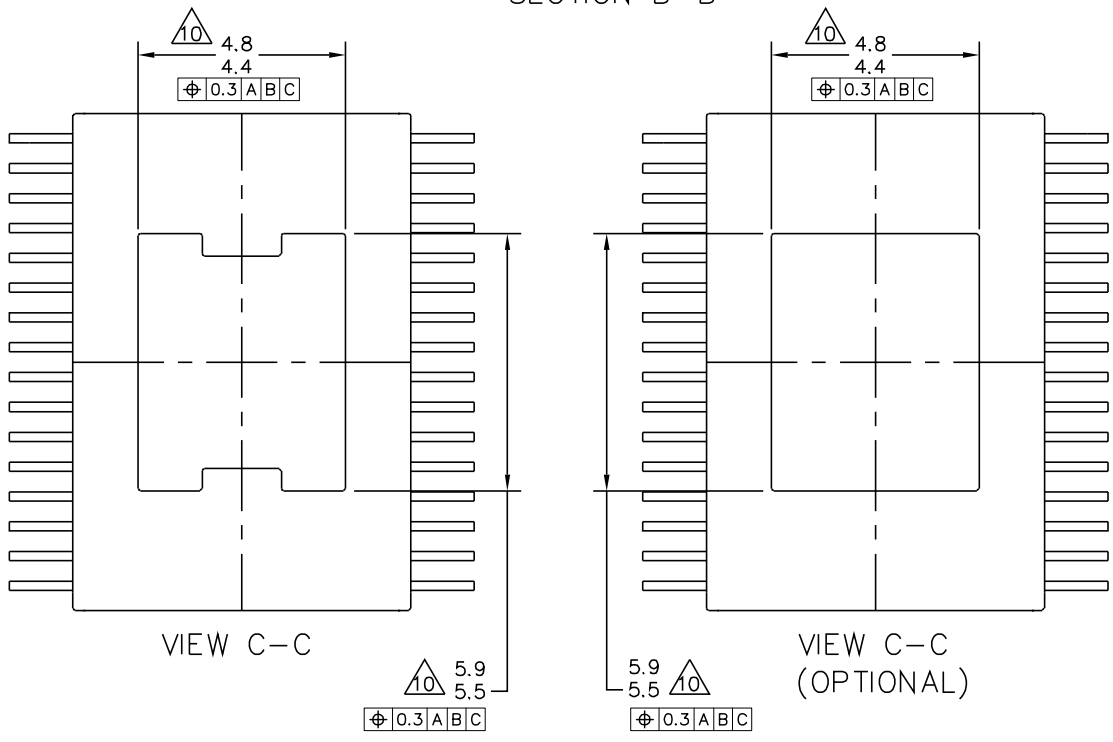 SECTION B-B
10 4.8
4.4
⌖ 0.3 A B C
10 4.8
4.4
⌖ 0.3 A B C
VIEW C-C
10 5.9
5.5
⌖ 0.3 A B C
5.9
5.5 10
⌖ 0.3 A B C
VIEW C-C
(OPTIONAL)